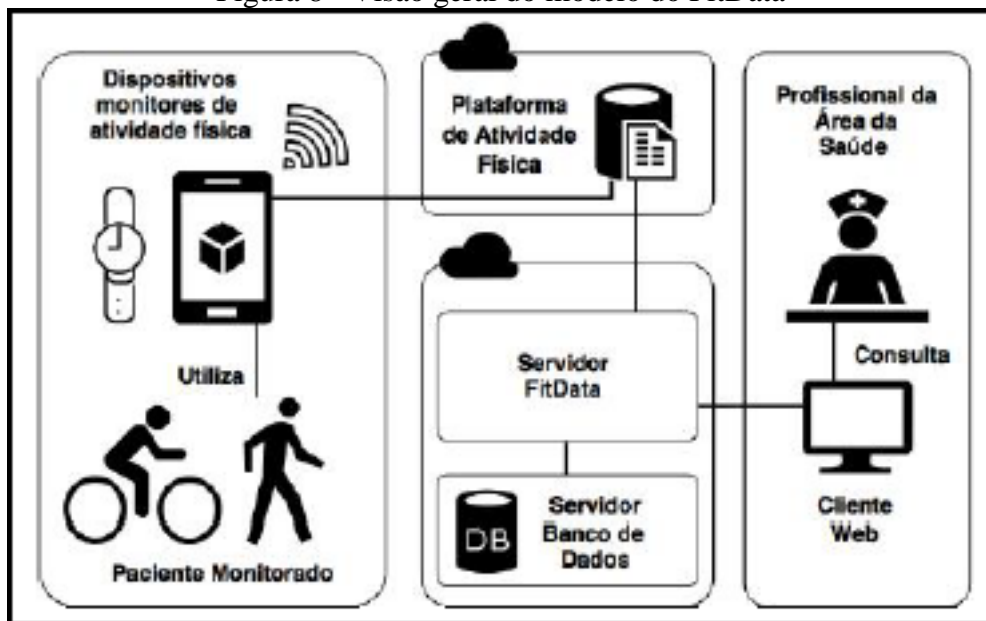 Dispositivos
monitores de
atividade física
Utiliza
Paciente Monitorado
Plataforma
de Atividade
Física
Servidor
FitData
DB
Servidor
Banco de
Dados
Profissional da
Área da
Saúde
Consulta
Cliente
Web